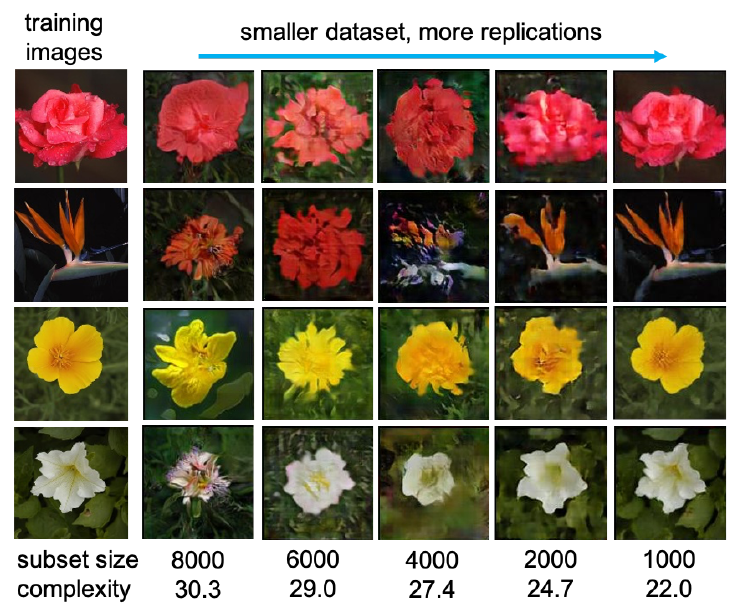 training
images
smaller dataset, more replications
subset size 8000 6000 4000 2000 1000
complexity 30.3 29.0 27.4 24.7 22.0